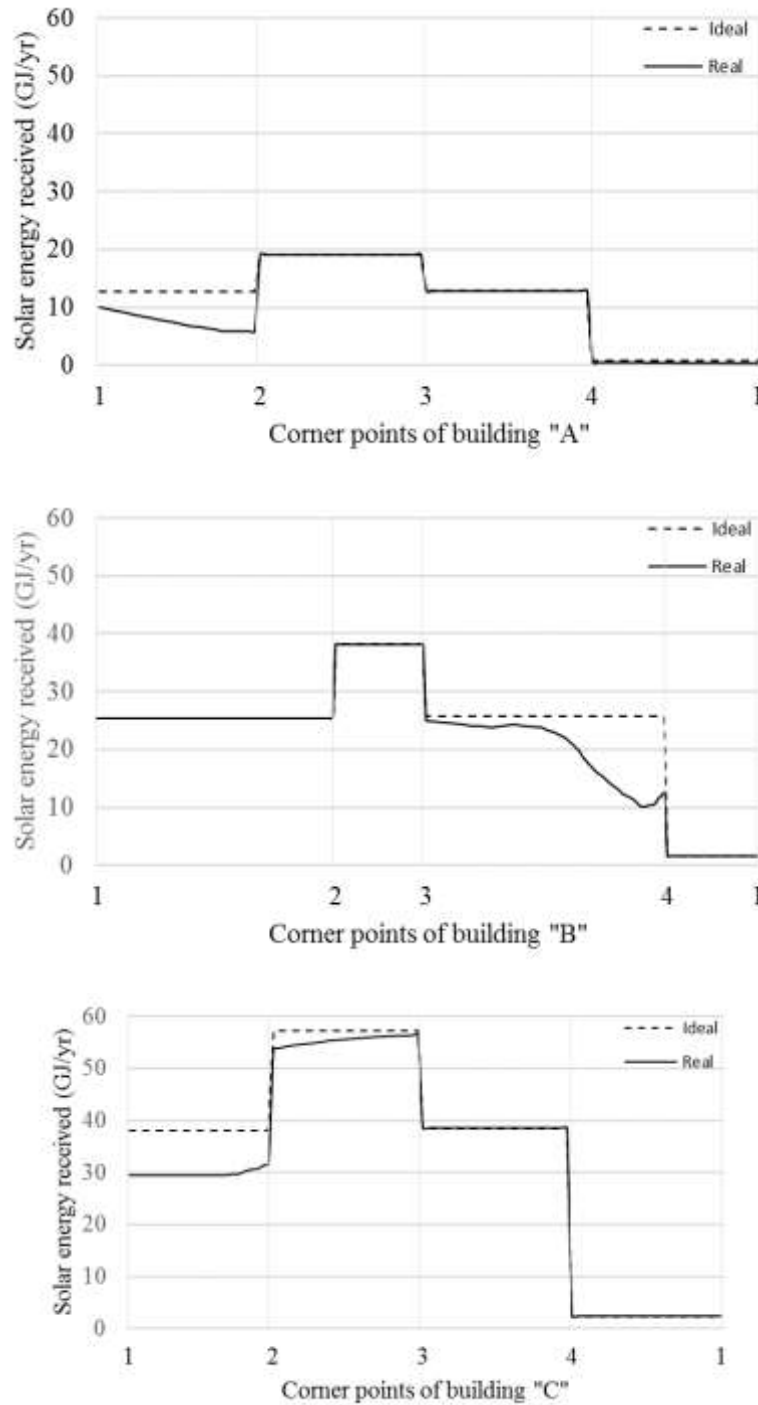 60
50
40
30
20
10
0
Solar energy received (GJ/yr)
Ideal
Real
1 2 3 4 1
Corner points of building "A"
60
50
40
30
20
10
0
Solar energy received (GJ/yr)
Ideal
Real
1 2 3 4 1
Corner points of building "B"
60
50
40
30
20
10
0
Solar energy received (GJ/yr)
Ideal
Real
1 2 3 4 1
Corner points of building "C"